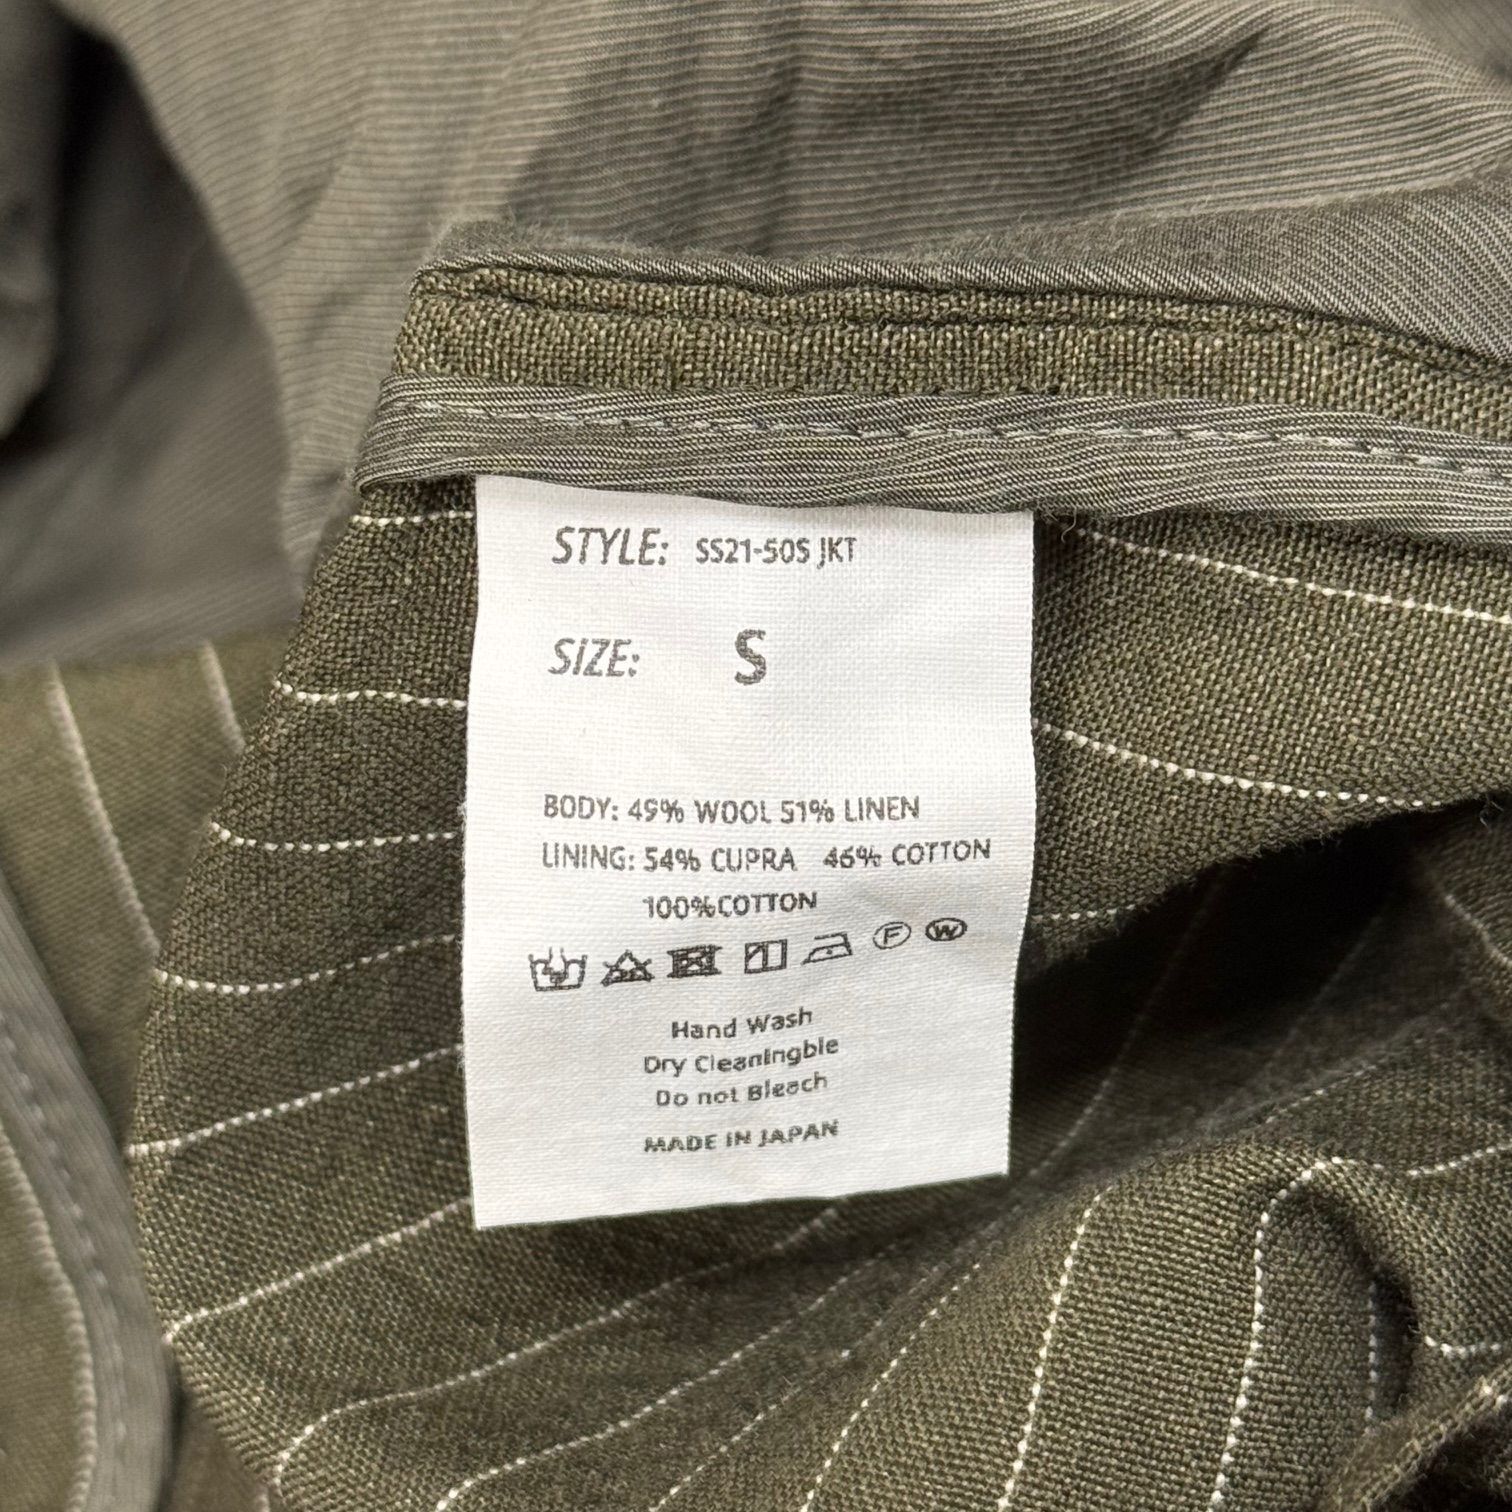 STYLE: SS21-50S JKT
SIZE: S
BODY: 49% WOOL 51% LINEN
LINING: 54% CUPRA 46% COTTON
100%COTTON
F W
Hand Wash
Dry Cleaningble
Do not Bleach
MADE IN JAPAN